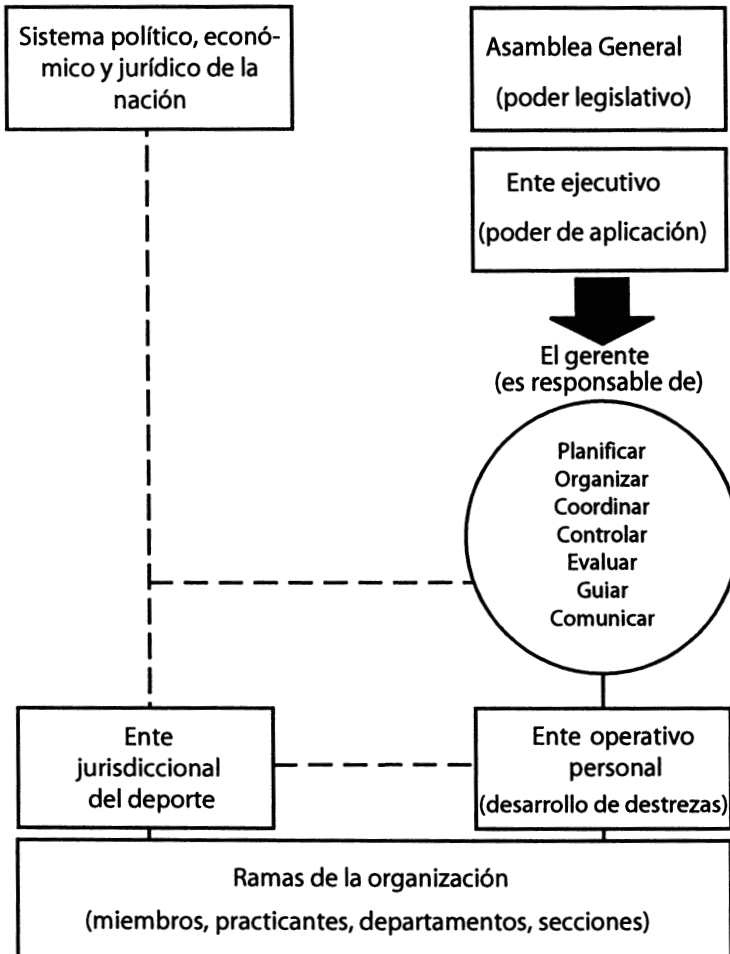 Sistema político, econó-
mico y jurídico de la
nación
Asamblea General
(poder legislativo)
Ente ejecutivo
(poder de aplicación)
El gerente
(es responsable de)
Planificar
Organizar
Coordinar
Controlar
Evaluar
Guiar
Comunicar
Ente
jurisdiccional
del deporte
Ente operativo
personal
(desarrollo de destrezas)
Ramas de la organización
(miembros, practicantes, departamentos, secciones)